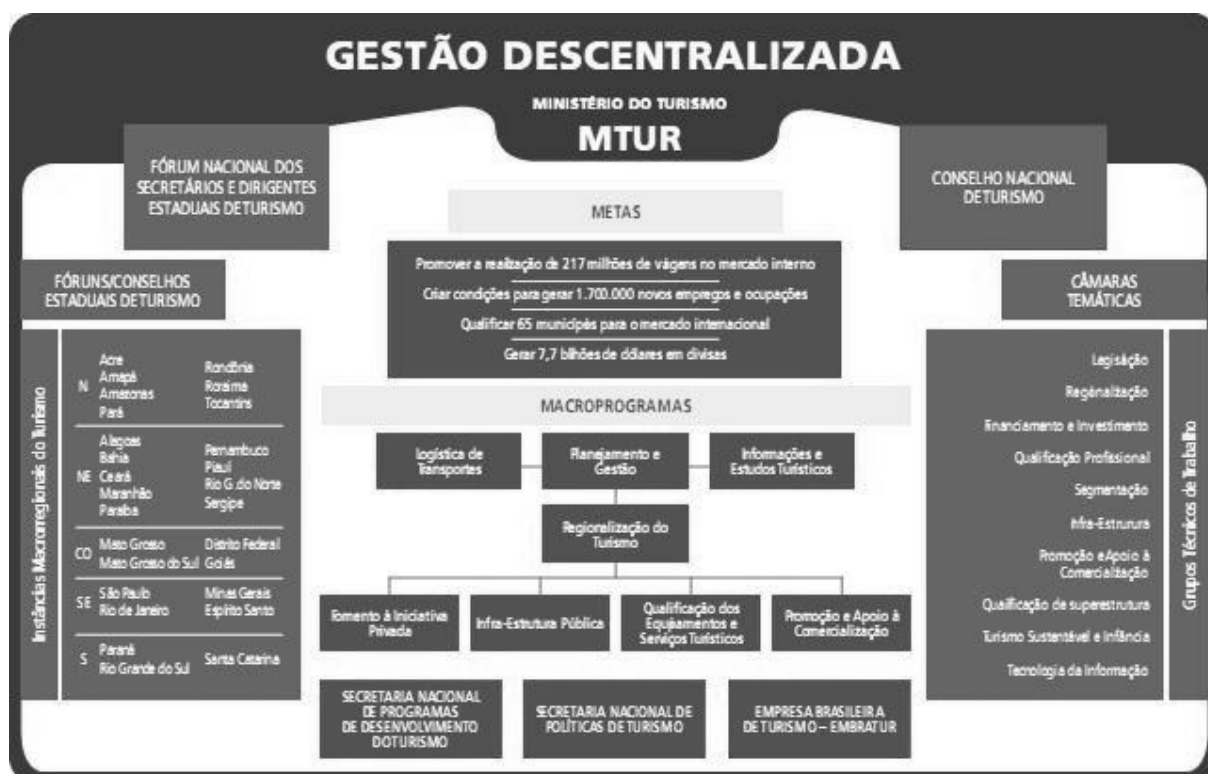 GESTÃO DESCENTRALIZADA
MINISTÉRIO DO TURISMO
MTUR
FÓRUM NACIONAL DOS
SECRETÁRIOS E DIRIGENTES
ESTADUAIS DE TURISMO
CONSELHO NACIONAL
DE TURISMO
METAS
Promover a realização de 217 milhões de viagens no mercado interno
Criar condições para gerar 1.700.000 novos empregos e ocupações
Qualificar 65 municípios para o mercado internacional
Gerar 7,7 bilhões de dólares em divisas
FÓRUNS/CONSELHOS
ESTADUAIS DE TURISMO
Instâncias Macrorregionais do Turismo
N
Acre
Amapá
Amazonas
Pará
Rondônia
Roraima
Tocantins
NE
Alagoas
Bahia
Ceará
Maranhão
Paraíba
Pernambuco
Piauí
Rio G. do Norte
Sergipe
CO
Mato Grosso
Mato Grosso do Sul
Distrito Federal
Goiás
SE
São Paulo
Rio de Janeiro
Minas Gerais
Espírito Santo
S
Paraná
Rio Grande do Sul
Santa Catarina
MACROPROGRAMAS
Logística de
Transportes
Planejamento e
Gestão
Informações e
Estudos Turísticos
Regionalização do
Turismo
Fomento à Iniciativa
Privada
Infra-Estrutura Pública
Qualificação dos
Equipamentos e
Serviços Turísticos
Promoção e Apoio à
Comercialização
SECRETARIA NACIONAL
DE PROGRAMAS
DE DESENVOLVIMENTO
DO TURISMO
SECRETARIA NACIONAL DE
POLÍTICAS DE TURISMO
EMPRESA BRASILEIRA
DE TURISMO – EMBRATUR
CÂMARAS
TEMÁTICAS
Legislação
Regionalização
Financiamento e Investimento
Qualificação Profissional
Segmentação
Infra-Estrurura
Promoção e Apoio à
Comercialização
Qualificação de superestrutura
Turismo Sustentável e Infância
Tecnologia da Informação
Grupos Técnicos de Trabalho